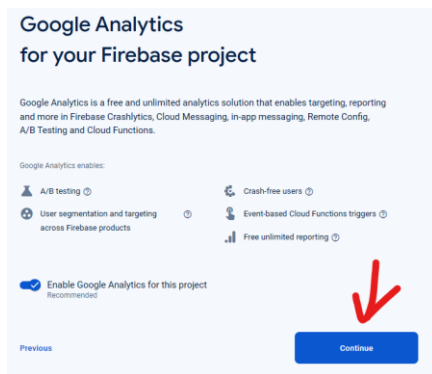 Google Analytics
for your Firebase project
Google Analytics is a free and unlimited analytics solution that enables targeting, reporting
and more in Firebase Crashlytics, Cloud Messaging, in-app messaging, Remote Config,
A/B Testing and Cloud Functions.
Google Analytics enables:
A/B testing
Crash-free users
User segmentation and targeting
across Firebase products
Event-based Cloud Functions triggers
Free unlimited reporting
Enable Google Analytics for this project
Recommended
Previous
Continue